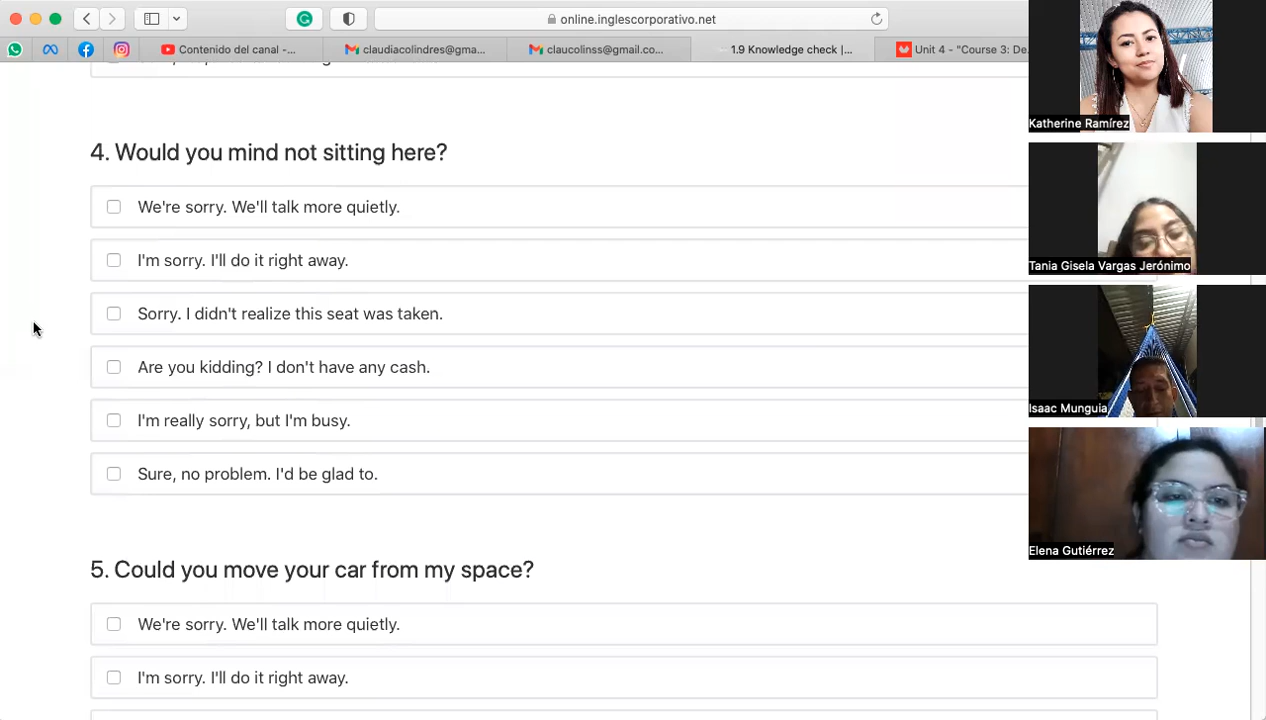 online.inglescorporativo.net
Contenido del canal -...
claudiacolindres@gma...
claucolinss@gmail.co...
1.9 Knowledge check |...
Unit 4 - "Course 3: De...
4. Would you mind not sitting here?
We're sorry. We'll talk more quietly.
I'm sorry. I'll do it right away.
Sorry. I didn't realize this seat was taken.
Are you kidding? I don't have any cash.
I'm really sorry, but I'm busy.
Sure, no problem. I'd be glad to.
5. Could you move your car from my space?
We're sorry. We'll talk more quietly.
I'm sorry. I'll do it right away.
Katherine Ramírez
Tania Gisela Vargas Jerónimo
Isaac Munguia
Elena Gutiérrez